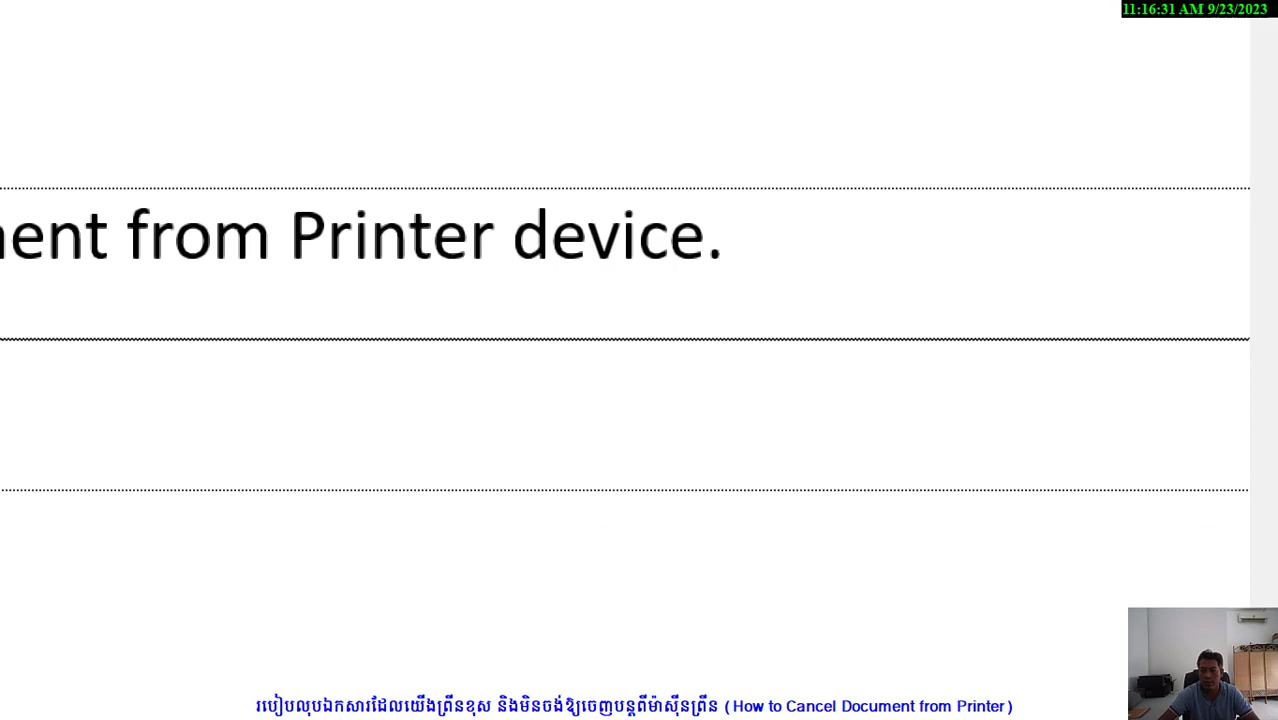 11:16:31 AM 9/23/2023
ent from Printer device.
របៀបលុបឯកសារដែលយើងព្រីនខុស និងមិនចង់ឱ្យចេញបន្តពីម៉ាស៊ីនព្រីន (How to Cancel Document from Printer)